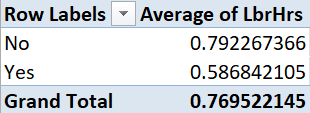 Row Labels Average of LbrHrs
No 0.792267366
Yes 0.586842105
Grand Total 0.769522145